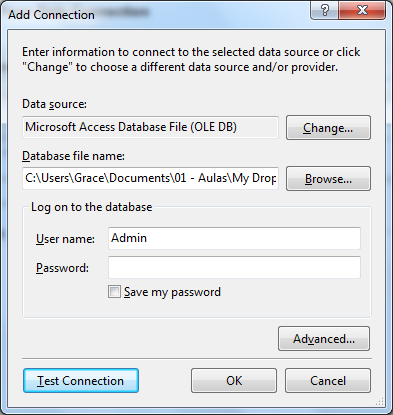 Add Connection
Enter information to connect to the selected data source or click
"Change" to choose a different data source and/or provider.
Data source:
Microsoft Access Database File (OLE DB)
Change...
Database file name:
C:\Users\Grace\Documents\01 - Aulas\My Drop
Browse...
Log on to the database
User name:
Admin
Password:
Save my password
Advanced...
Test Connection
OK
Cancel